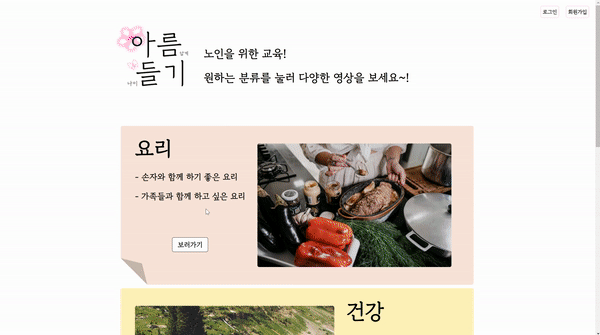 로그인 회원가입
아름
답게
나이
들기
노인을 위한 교육!
원하는 분류를 눌러 다양한 영상을 보세요~!
요리
- 손자와 함께 하기 좋은 요리
- 가족들과 함께 하고 싶은 요리
보러가기
건강